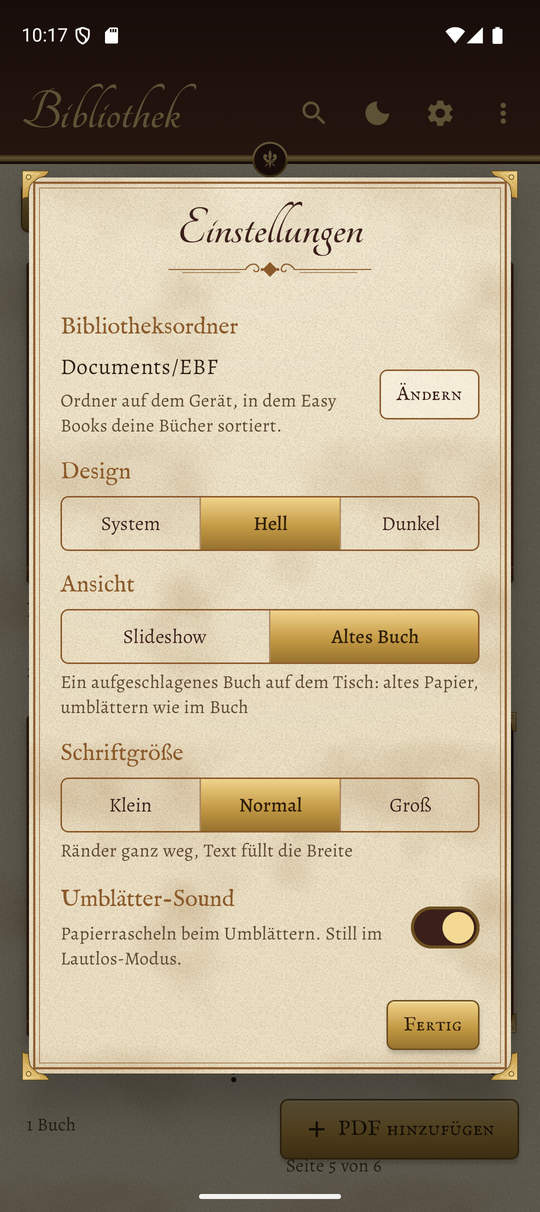 10:17
Bibliothek
Einstellungen
Bibliotheksordner
Documents/EBF
Ordner auf dem Gerät, in dem Easy
Books deine Bücher sortiert.
Ändern
Design
System Hell Dunkel
Ansicht
Slideshow Altes Buch
Ein aufgeschlagenes Buch auf dem Tisch: altes Papier,
umblättern wie im Buch
Schriftgröße
Klein Normal Groß
Ränder ganz weg, Text füllt die Breite
Umblätter-Sound
Papierrascheln beim Umblättern. Still im
Lautlos-Modus.
Fertig
1 Buch
+ PDF hinzufügen
Seite 5 von 6